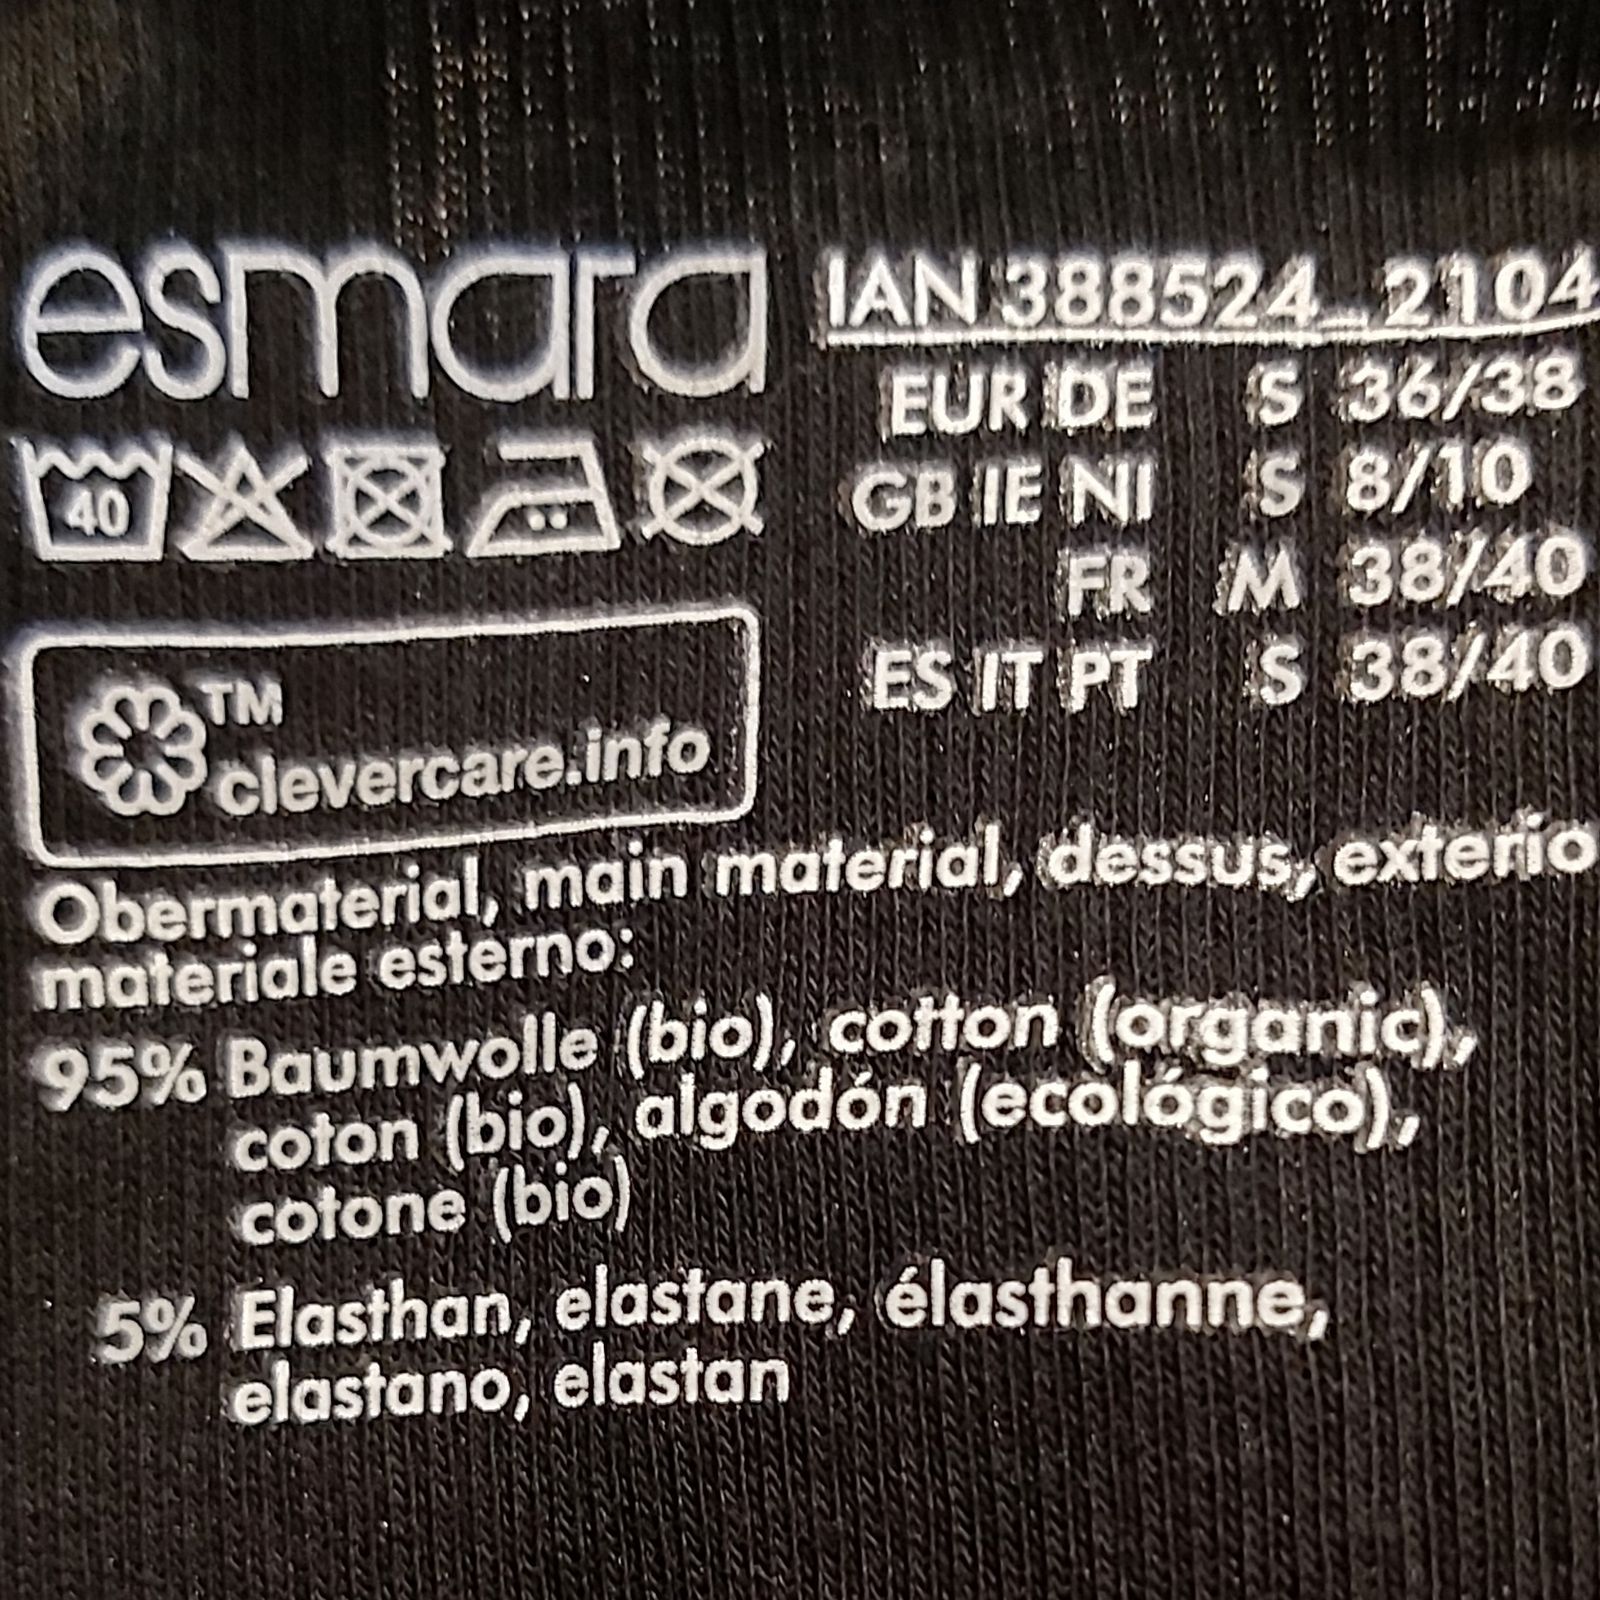 esmara
IAN 388524_2104
EUR DE S 36/38
GB IE NI S 8/10
FR M 38/40
ES IT PT S 38/40
40
TM
clevercare.info
Obermaterial, main material, dessus, exterio
materiale esterno:
95% Baumwolle (bio), cotton (organic),
coton (bio), algodón (ecológico),
cotone (bio)
5% Elasthan, elastane, élasthanne,
elastano, elastan